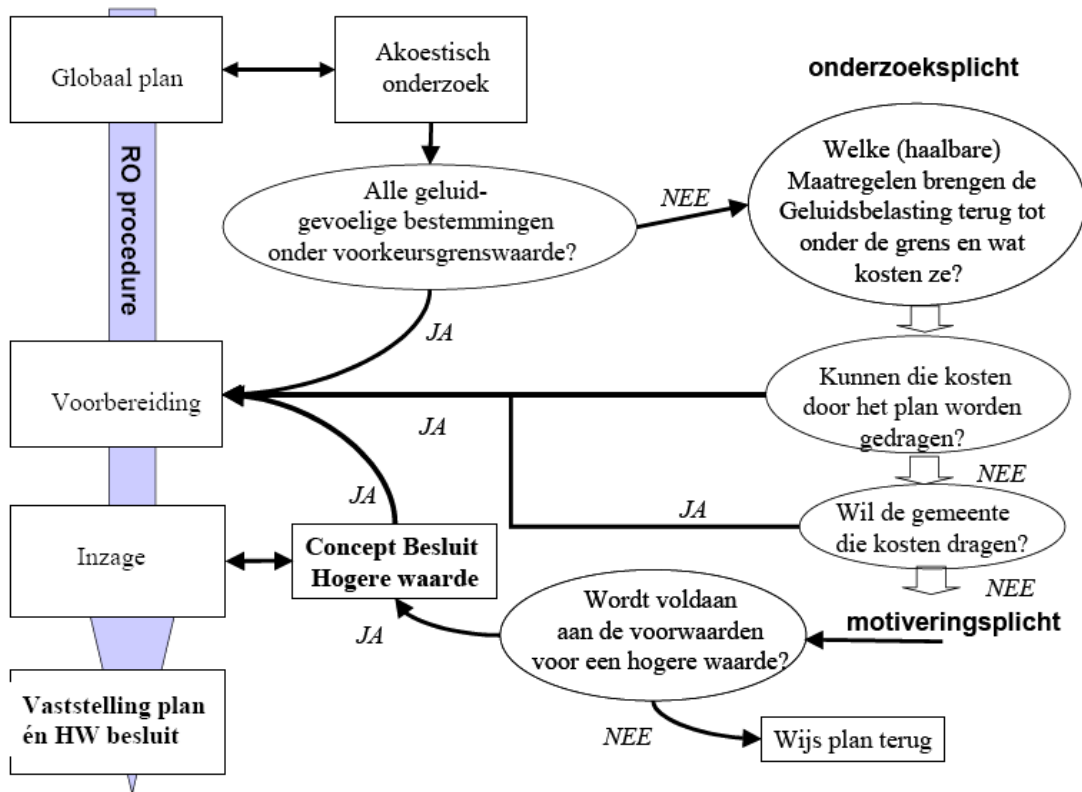 Globaal plan
Akoestisch
onderzoek
onderzoeksplicht
RO procedure
Alle geluid-
gevoelige bestemmingen
onder voorkeursgrenswaarde?
NEE
Welke (haalbare)
Maatregelen brengen de
Geluidsbelasting terug tot
onder de grens en wat
kosten ze?
JA
Voorbereiding
Kunnen die kosten
door het plan worden
gedragen?
JA
NEE
JA
JA
Wil de gemeente
die kosten dragen?
Inzage
Concept Besluit
Hogere waarde
NEE
Wordt voldaan
aan de voorwaarden
voor een hogere waarde?
motiveringsplicht
JA
Vaststelling plan
én HW besluit
NEE
Wijs plan terug